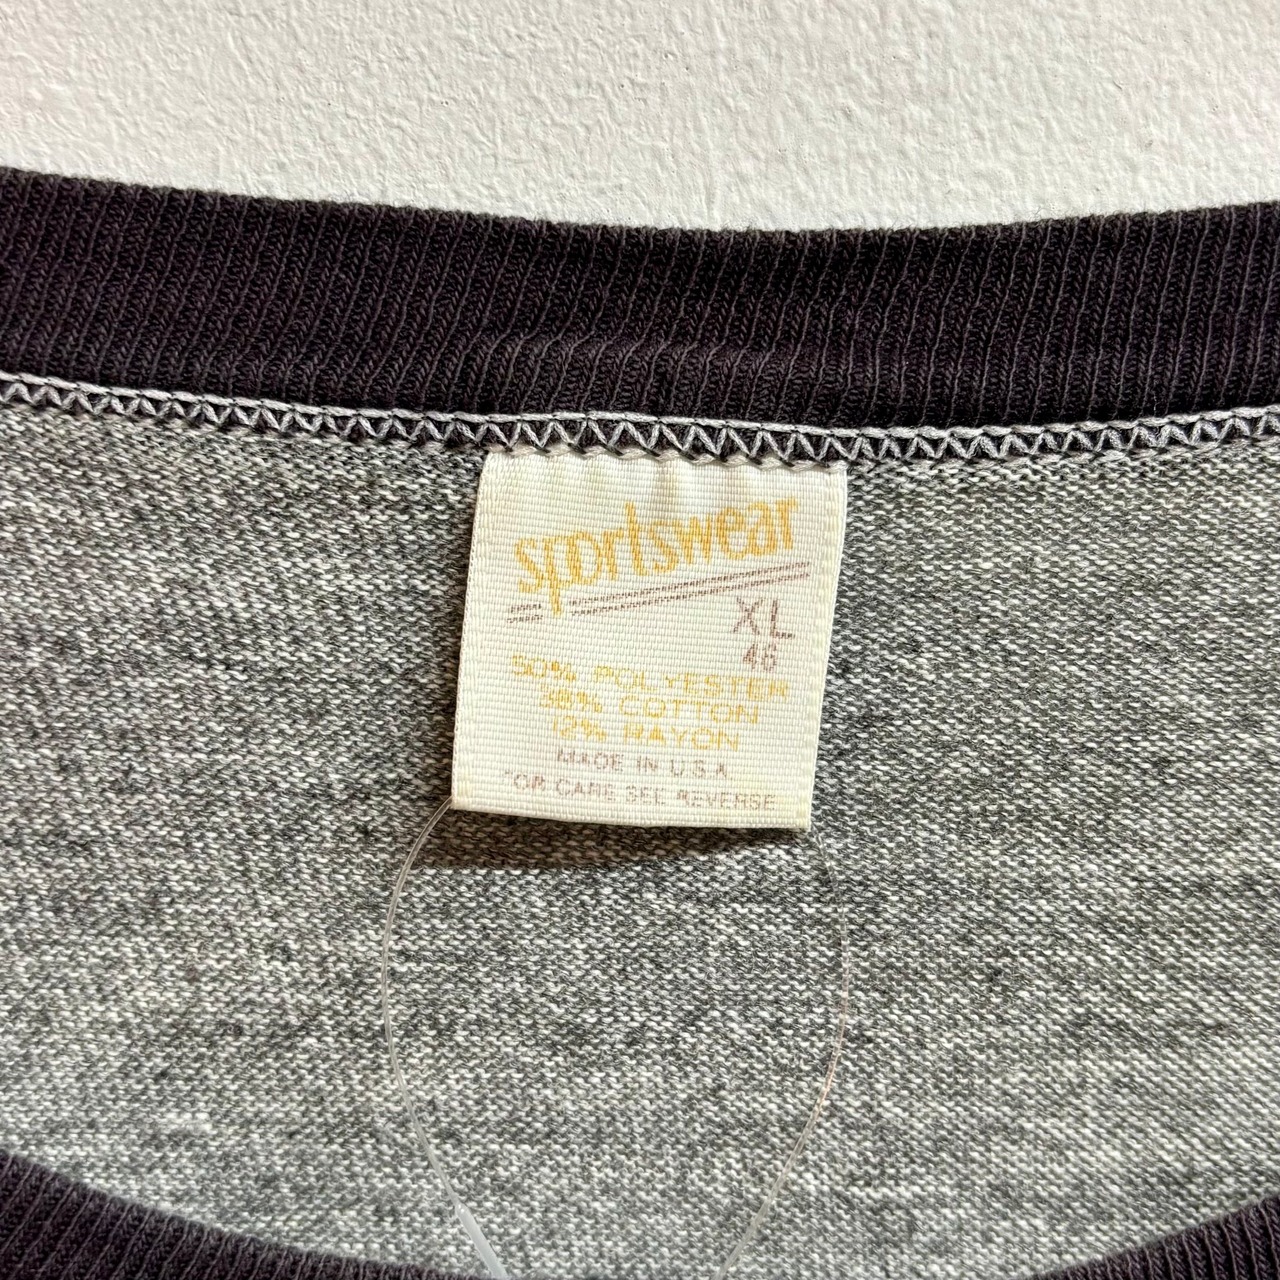 sportswear
XL
46
50% POLYESTER
38% COTTON
12% RAYON
MADE IN U.S.A.
FOR CARE SEE REVERSE